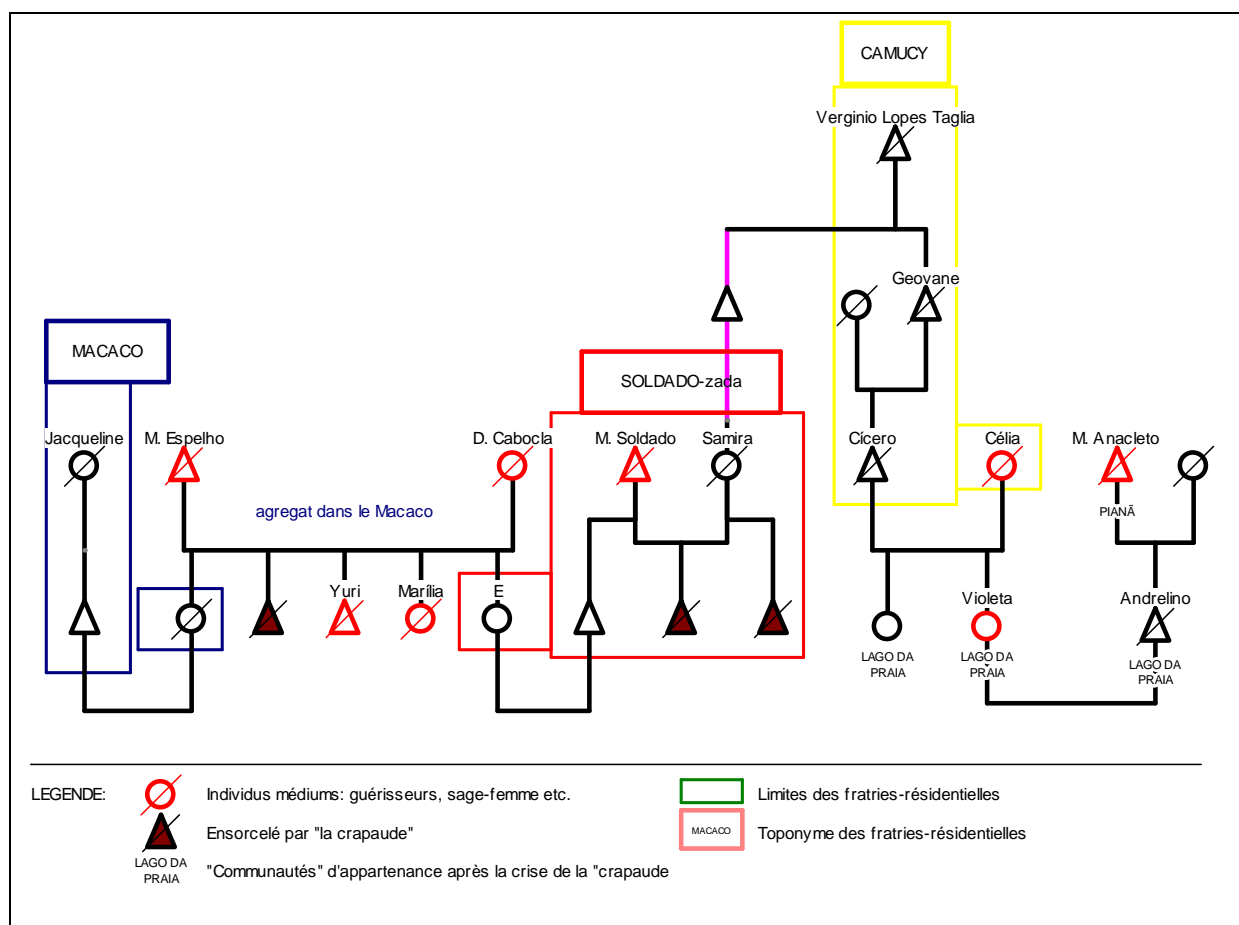 CAMUCY
Verginio Lopes Taglia
Geovane
MACACO
SOLDADO-zada
Jacqueline
M. Espelho
D. Cabocla
M. Soldado
Samira
Cícero
Célia
M. Anacleto
agregat dans le Macaco
PIANÃ
Yuri
Marília
E
Violeta
Andrelino
LAGO DA
PRAIA
LAGO DA
PRAIA
LAGO DA
PRAIA
LEGENDE:
Individus médiums: guérisseurs, sage-femme etc.
Limites des fratries-résidentielles
Ensorcelé par "la crapaude"
MACACO
Toponyme des fratries-résidentielles
LAGO DA
PRAIA
"Communautés" d'appartenance après la crise de la "crapaude